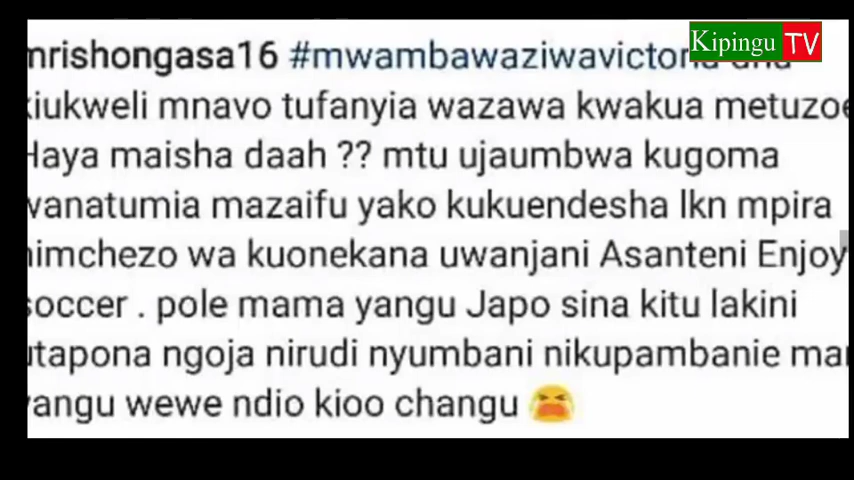 Kipingu TV
mrishongasa16 #mwambawaziwavictoria
kiukweli mnavo tufanyia wazawa kwakua metuzoe
Haya maisha daah ?? mtu ujaumbwa kugoma
wanatumia mazaifu yako kukuendesha lkn mpira
nimchezo wa kuonekana uwanjani Asanteni Enjoy
soccer . pole mama yangu Japo sina kitu lakini
utapona ngoja nirudi nyumbani nikupambanie mam
yangu wewe ndio kioo changu 😫